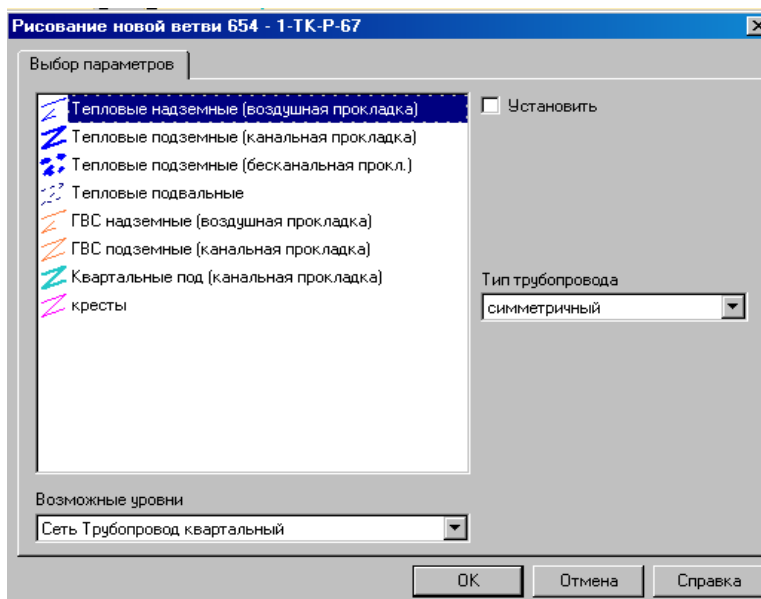 Рисование новой ветви 654 - 1-ТК-Р-67
Выбор параметров
Тепловые надземные (воздушная прокладка)
Установить
Тепловые подземные (канальная прокладка)
Тепловые подземные (бесканальная прокл.)
Тепловые подвальные
ГВС надземные (воздушная прокладка)
ГВС подземные (канальная прокладка)
Квартальные под (канальная прокладка)
Тип трубопровода
кресты
симметричный
Возможные уровни
Сеть Трубопровод квартальный
OK
Отмена
Справка